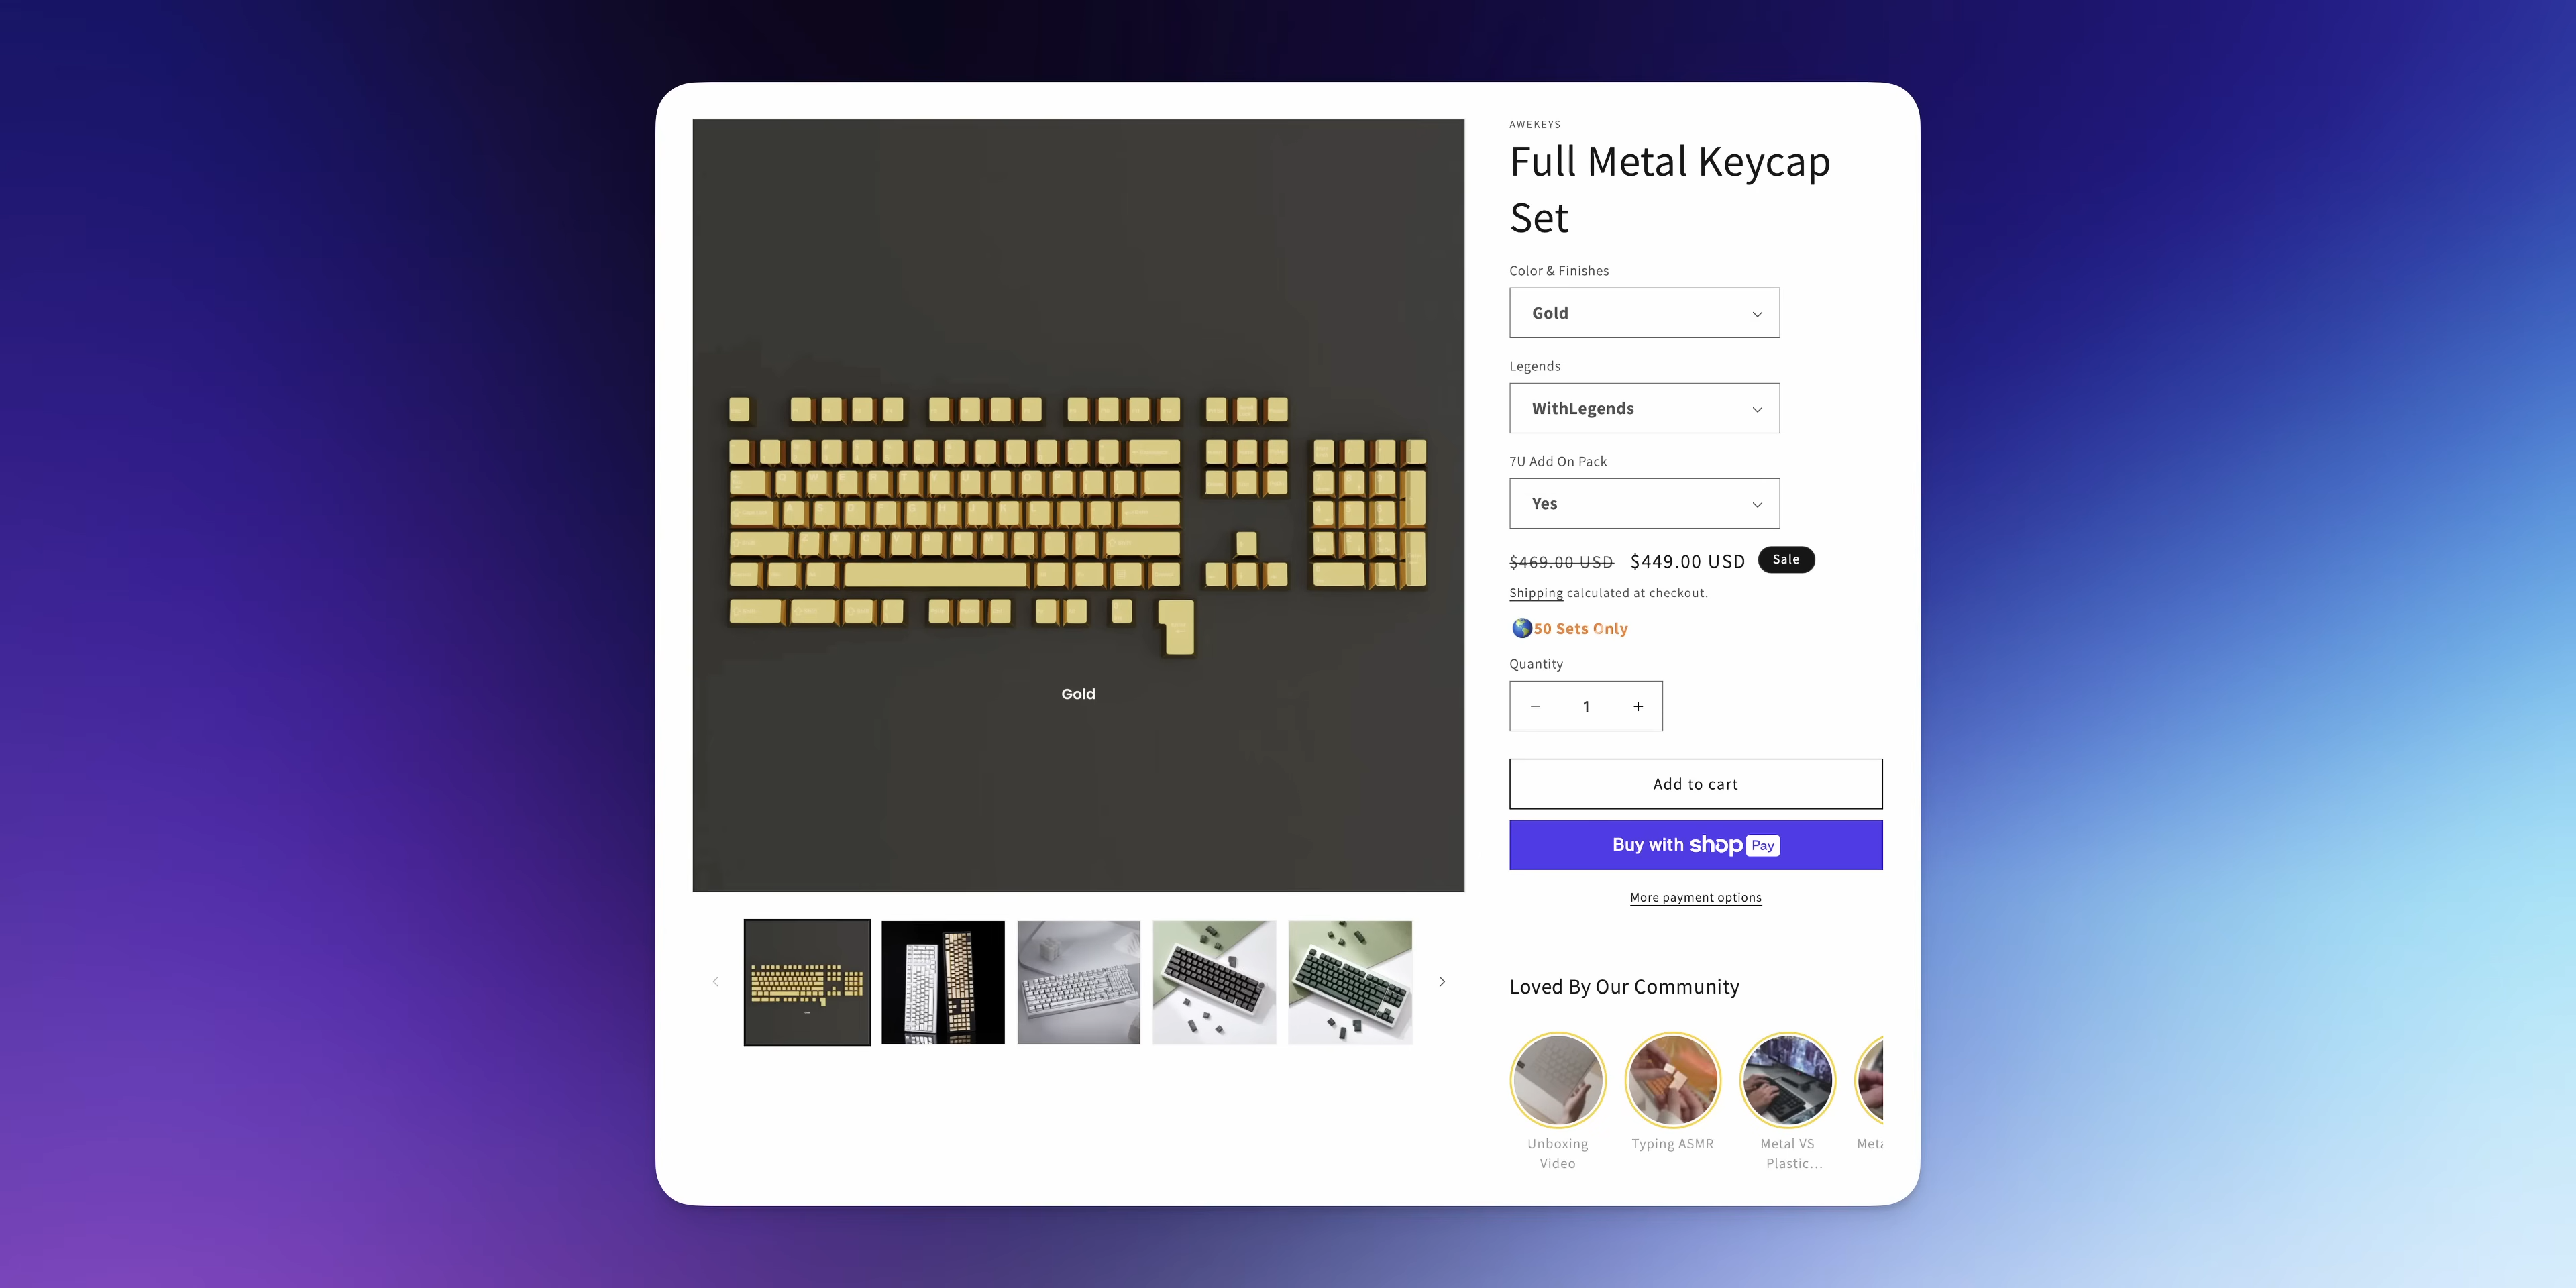 AWEKEYS
Full Metal Keycap
Set
Color & Finishes
Gold
Legends
WithLegends
7U Add On Pack
Yes
$469.00 USD $449.00 USD Sale
Shipping calculated at checkout.
50 Sets Only
Quantity
1
Add to cart
Buy with shop Pay
More payment options
Gold
Loved By Our Community
Unboxing
Video
Typing ASMR
Metal VS
Plastic...
Meta